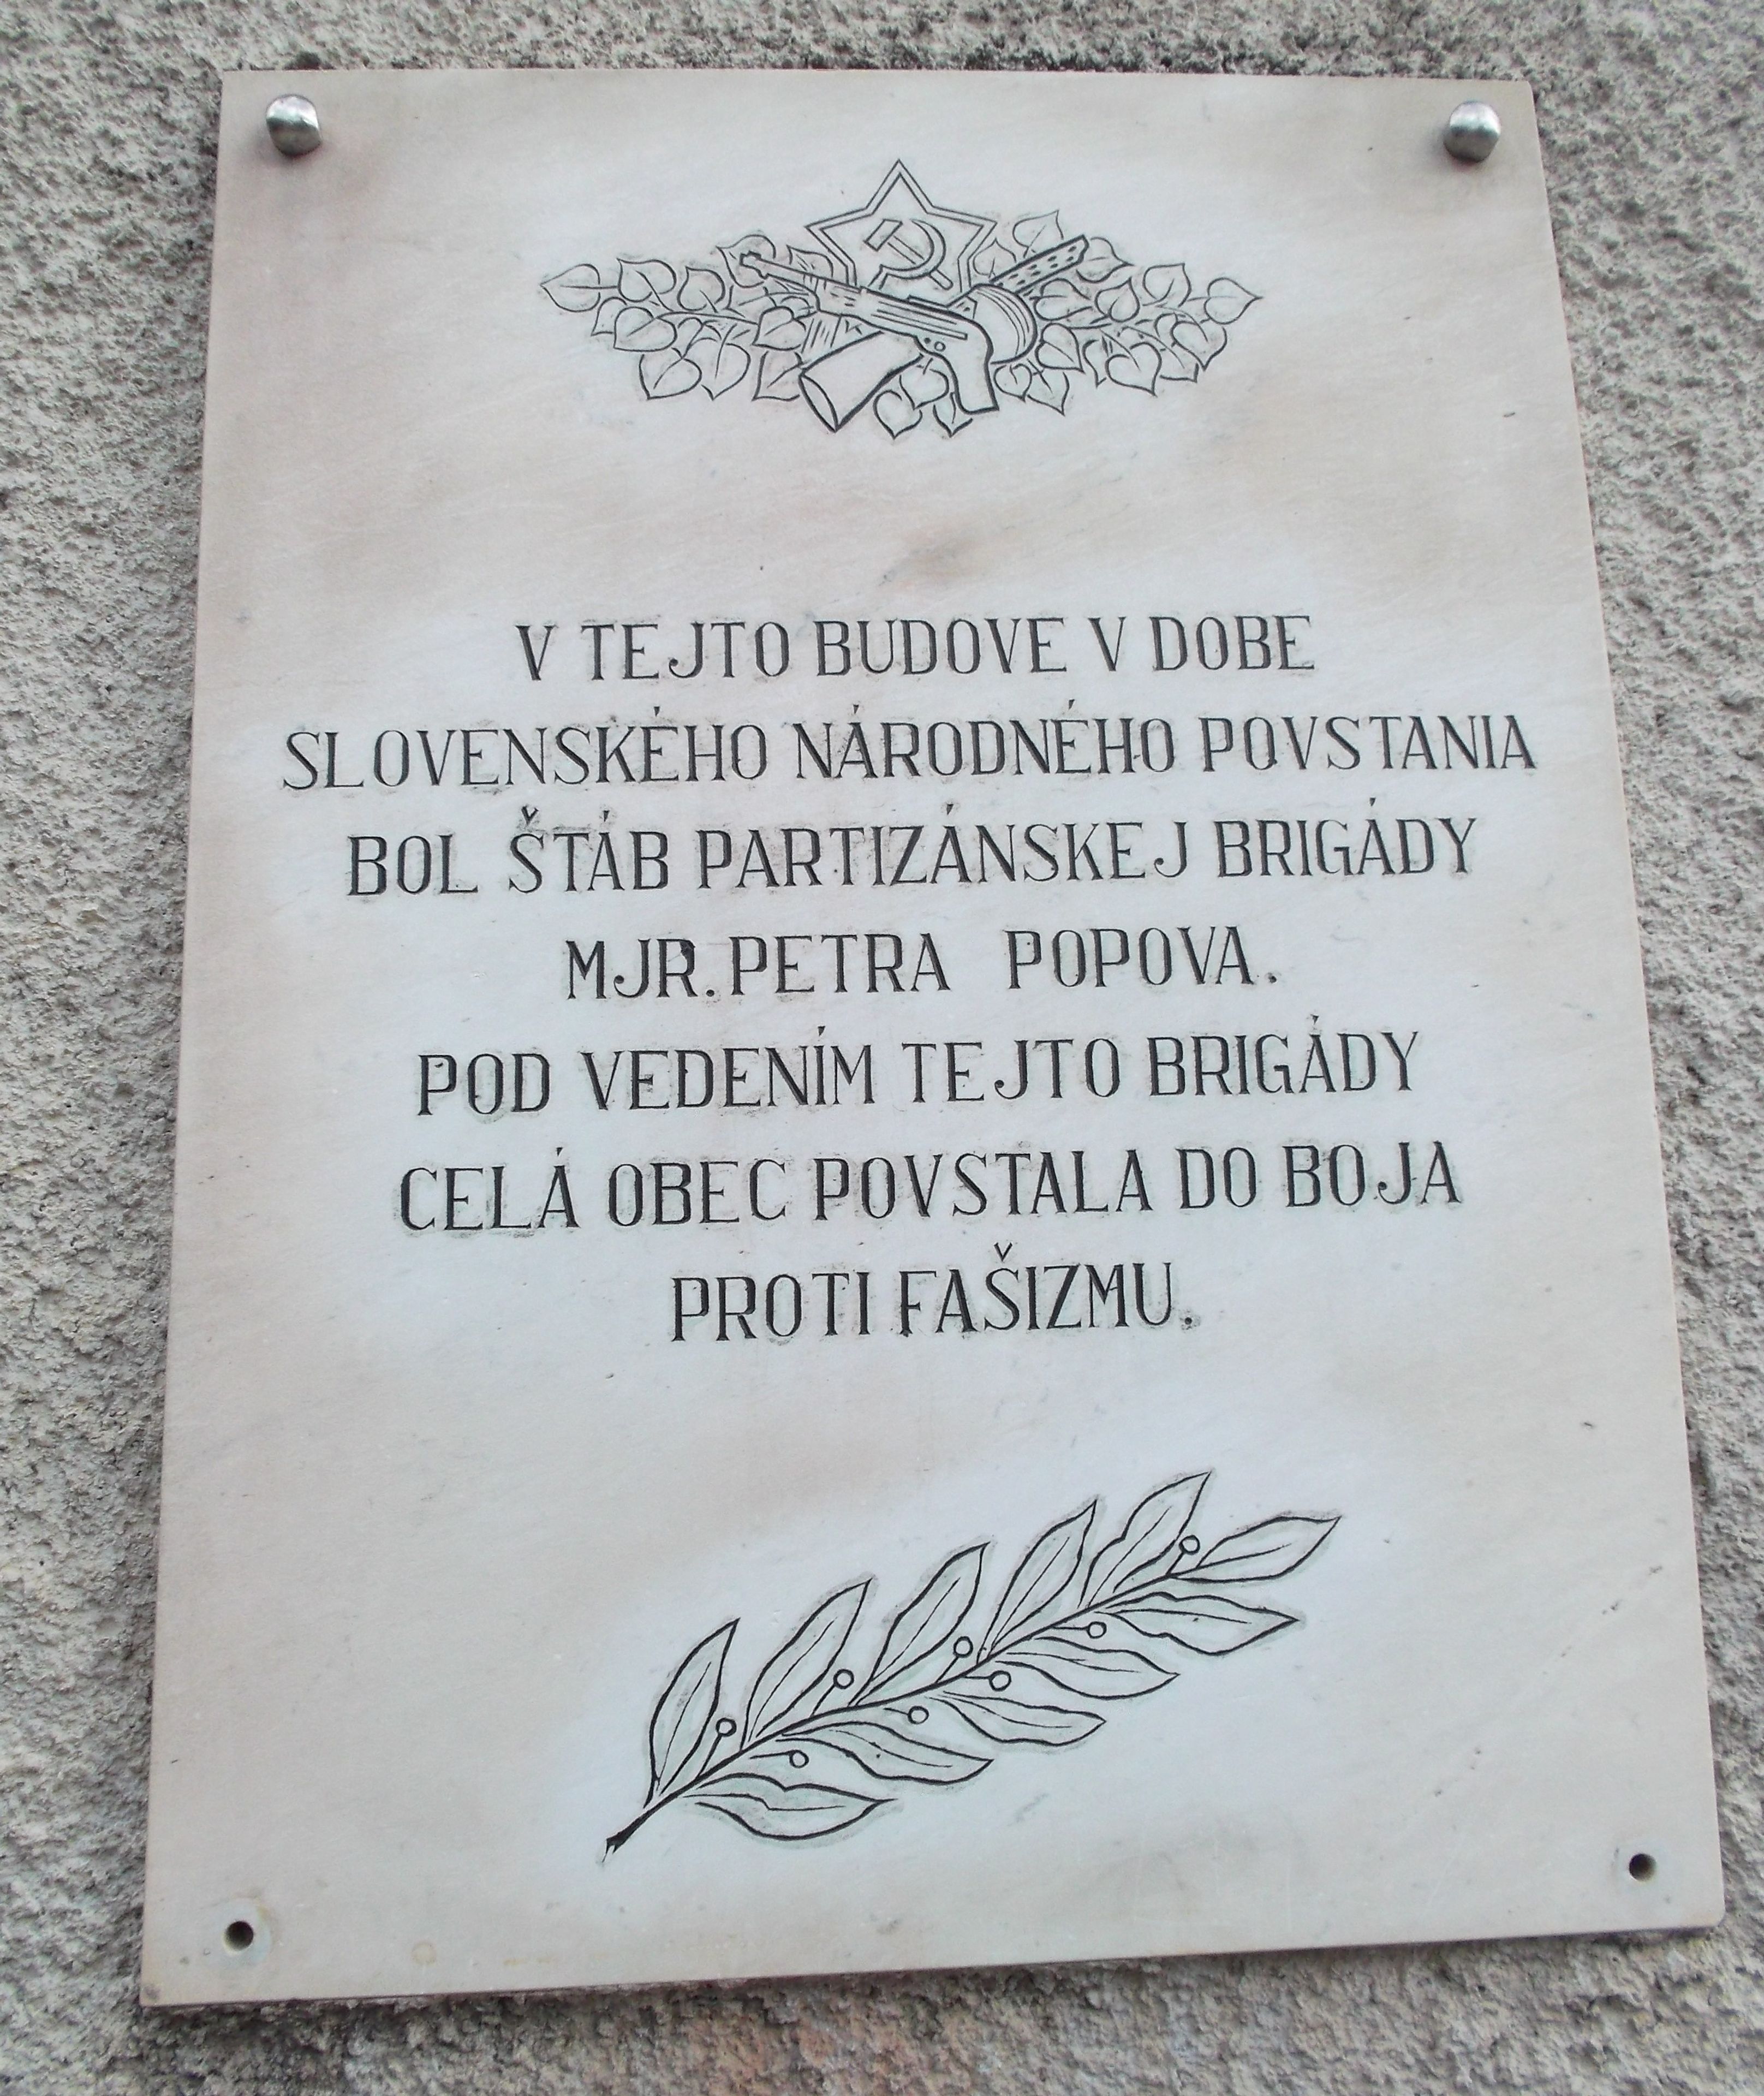 V TEJTO BUDOVE V DOBE
SLOVENSKÉHO NÁRODNÉHO POVSTANIA
BOL ŠTÁB PARTIZÁNSKEJ BRIGÁDY
MJR. PETRA POPOVA.
POD VEDENÍM TEJTO BRIGÁDY
CELÁ OBEC POVSTALA DO BOJA
PROTI FAŠIZMU.